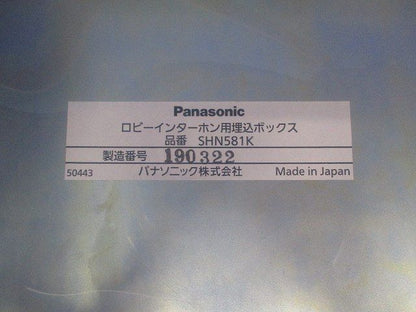 Panasonic
ロビーインターホン用埋込ボックス
品番 SHN581K
製造番号 190322
50443 パナソニック株式会社 Made in Japan